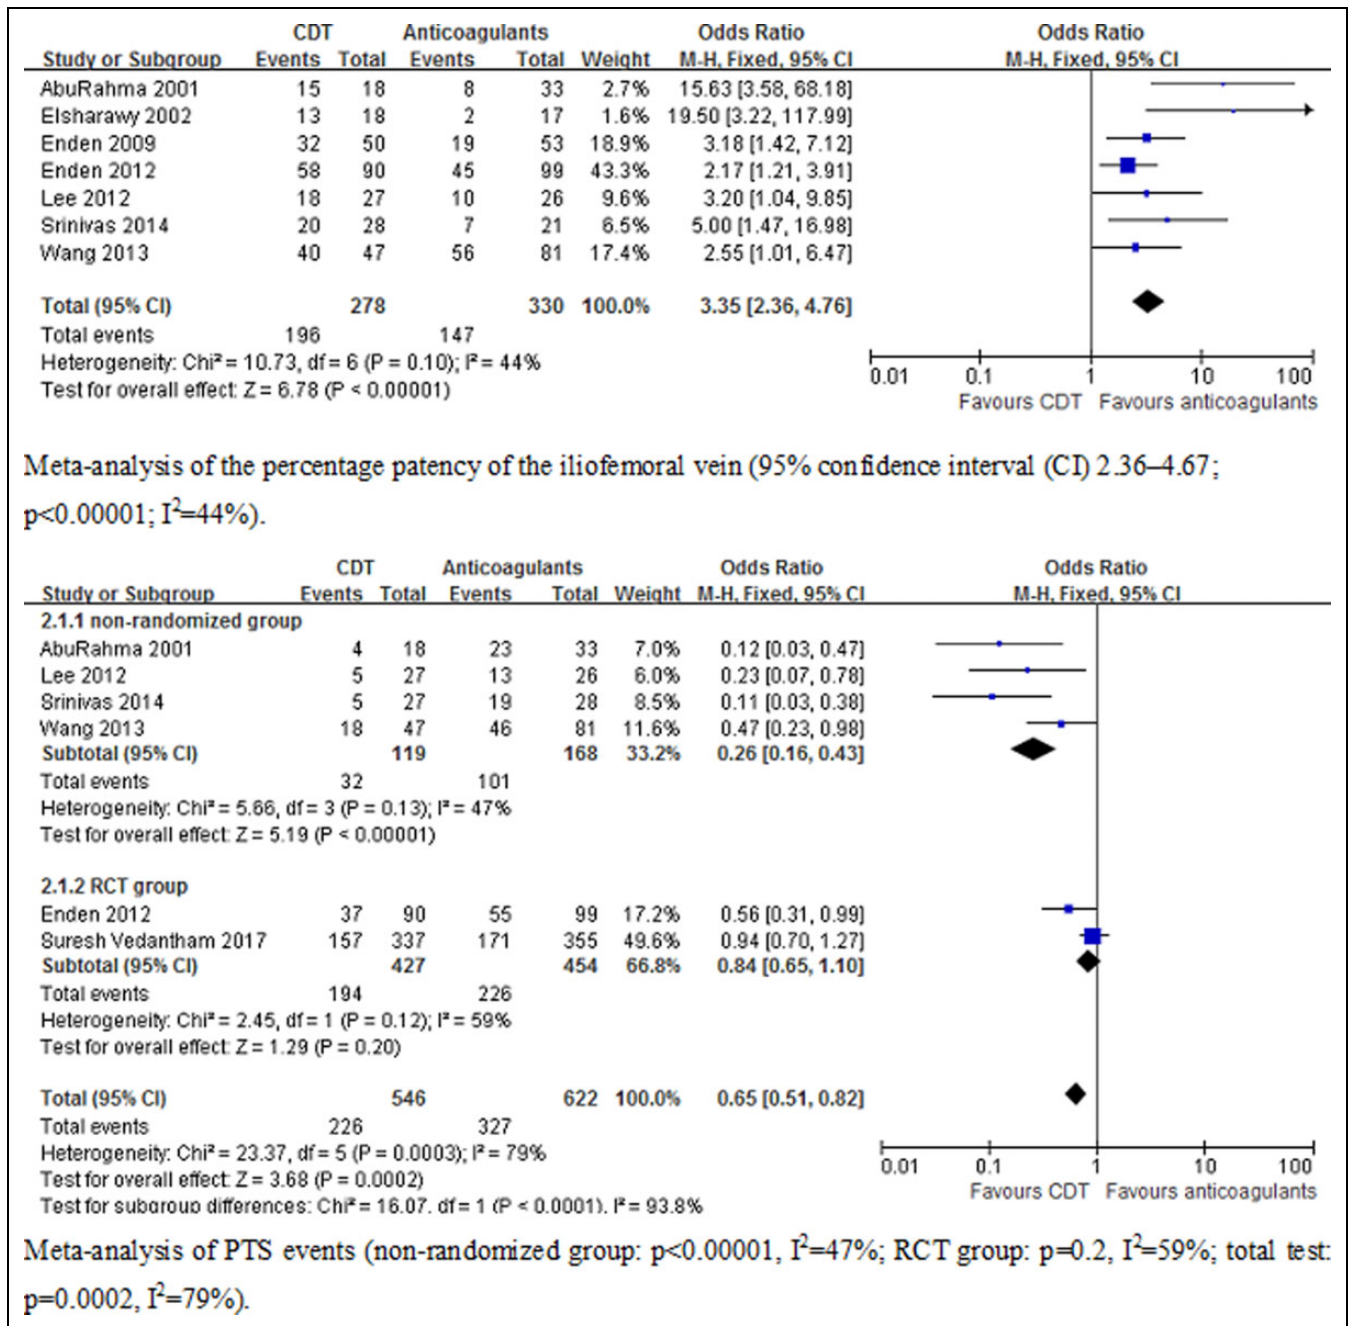 CDT Anticoagulants Odds Ratio Odds Ratio
Study or Subgroup Events Total Events Total Weight M-H, Fixed, 95% CI M-H, Fixed, 95% CI
AbuRahma 2001 15 18 8 33 2.7% 15.63 [3.58, 68.18]
Elsharawy 2002 13 18 2 17 1.6% 19.50 [3.22, 117.99]
Enden 2009 32 50 19 53 18.9% 3.18 [1.42, 7.12]
Enden 2012 58 90 45 99 43.3% 2.17 [1.21, 3.91]
Lee 2012 18 27 10 26 9.6% 3.20 [1.04, 9.85]
Srinivas 2014 20 28 7 21 6.5% 5.00 [1.47, 16.98]
Wang 2013 40 47 56 81 17.4% 2.55 [1.01, 6.47]
Total (95% CI) 278 330 100.0% 3.35 [2.36, 4.76]
Total events 196 147
Heterogeneity: Chi² = 10.73, df = 6 (P = 0.10); I² = 44%
Test for overall effect: Z = 6.78 (P < 0.00001)
0.01 0.1 1 10 100
Favours CDT Favours anticoagulants
Meta-analysis of the percentage patency of the iliofemoral vein (95% confidence interval (CI) 2.36–4.67;
p<0.00001; I²=44%).
CDT Anticoagulants Odds Ratio Odds Ratio
Study or Subgroup Events Total Events Total Weight M-H, Fixed, 95% CI M-H, Fixed, 95% CI
2.1.1 non-randomized group
AbuRahma 2001 4 18 23 33 7.0% 0.12 [0.03, 0.47]
Lee 2012 5 27 13 26 6.0% 0.23 [0.07, 0.78]
Srinivas 2014 5 27 19 28 8.5% 0.11 [0.03, 0.38]
Wang 2013 18 47 46 81 11.6% 0.47 [0.23, 0.98]
Subtotal (95% CI) 119 168 33.2% 0.26 [0.16, 0.43]
Total events 32 101
Heterogeneity: Chi² = 5.66, df = 3 (P = 0.13); I² = 47%
Test for overall effect: Z = 5.19 (P < 0.00001)
2.1.2 RCT group
Enden 2012 37 90 55 99 17.2% 0.56 [0.31, 0.99]
Suresh Vedantham 2017 157 337 171 355 49.6% 0.94 [0.70, 1.27]
Subtotal (95% CI) 427 454 66.8% 0.84 [0.65, 1.10]
Total events 194 226
Heterogeneity: Chi² = 2.45, df = 1 (P = 0.12); I² = 59%
Test for overall effect: Z = 1.29 (P = 0.20)
Total (95% CI) 546 622 100.0% 0.65 [0.51, 0.82]
Total events 226 327
Heterogeneity: Chi² = 23.37, df = 5 (P = 0.0003); I² = 79%
Test for overall effect: Z = 3.68 (P = 0.0002)
Test for subgroup differences: Chi² = 16.07. df = 1 (P < 0.0001). I² = 93.8%
0.01 0.1 1 10 100
Favours CDT Favours anticoagulants
Meta-analysis of PTS events (non-randomized group: p<0.00001, I²=47%; RCT group: p=0.2, I²=59%; total test:
p=0.0002, I²=79%).